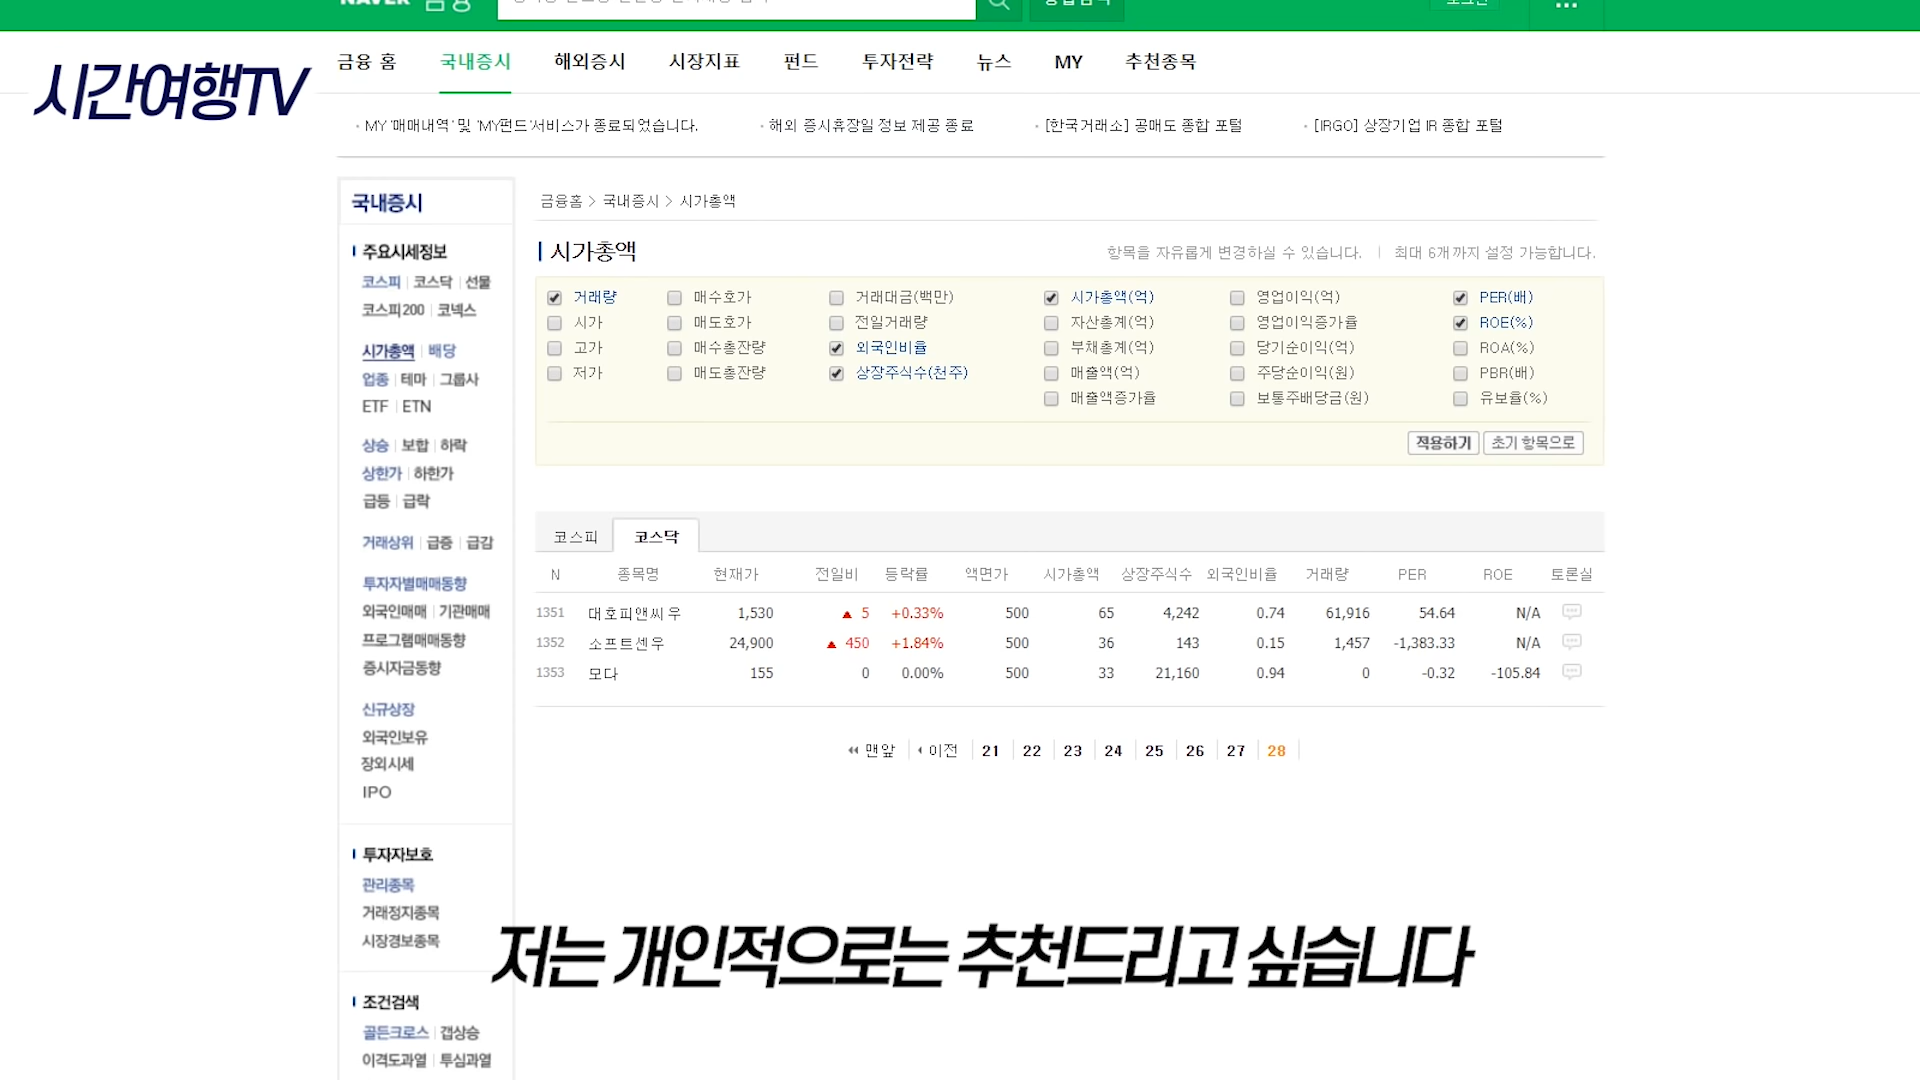 NAVER 금융
통합검색
로그인
시간여행TV
금융 홈 국내증시 해외증시 시장지표 펀드 투자전략 뉴스 MY 추천종목
MY '매매내역' 및 'MY펀드'서비스가 종료되었습니다. 해외 증시휴장일 정보 제공 종료 [한국거래소] 공매도 종합 포털 [IRGO] 상장기업 IR 종합 포털
국내증시
주요시세정보
코스피 코스닥 선물
코스피200 코넥스
시가총액 배당
업종 테마 그룹사
ETF ETN
상승 보합 하락
상한가 하한가
급등 급락
거래상위 급증 급감
투자자별매매동향
외국인매매 기관매매
프로그램매매동향
증시자금동향
신규상장
외국인보유
장외시세
IPO
투자자보호
관리종목
거래정지종목
시장경보종목
조건검색
골든크로스 갭상승
이격도과열 투심과열
금융홈 > 국내증시 > 시가총액
시가총액
항목을 자유롭게 변경하실 수 있습니다. 최대 6개까지 설정 가능합니다.
거래량 매수호가 거래대금(백만) 시가총액(억) 영업이익(억) PER(배)
시가 매도호가 전일거래량 자산총계(억) 영업이익증가율 ROE(%)
고가 매수총잔량 외국인비율 부채총계(억) 당기순이익(억) ROA(%)
저가 매도총잔량 상장주식수(천주) 매출액(억) 주당순이익(원) PBR(배)
매출액증가율 보통주배당금(원) 유보율(%)
적용하기 초기 항목으로
코스피 코스닥
N 종목명 현재가 전일비 등락률 액면가 시가총액 상장주식수 외국인비율 거래량 PER ROE 토론실
1351 대호피앤씨우 1,530 ▲ 5 +0.33% 500 65 4,242 0.74 61,916 54.64 N/A
1352 소프트센우 24,900 ▲ 450 +1.84% 500 36 143 0.15 1,457 -1,383.33 N/A
1353 모다 155 0 0.00% 500 33 21,160 0.94 0 -0.32 -105.84
맨앞 이전 21 22 23 24 25 26 27 28
저는 개인적으로는 추천드리고 싶습니다